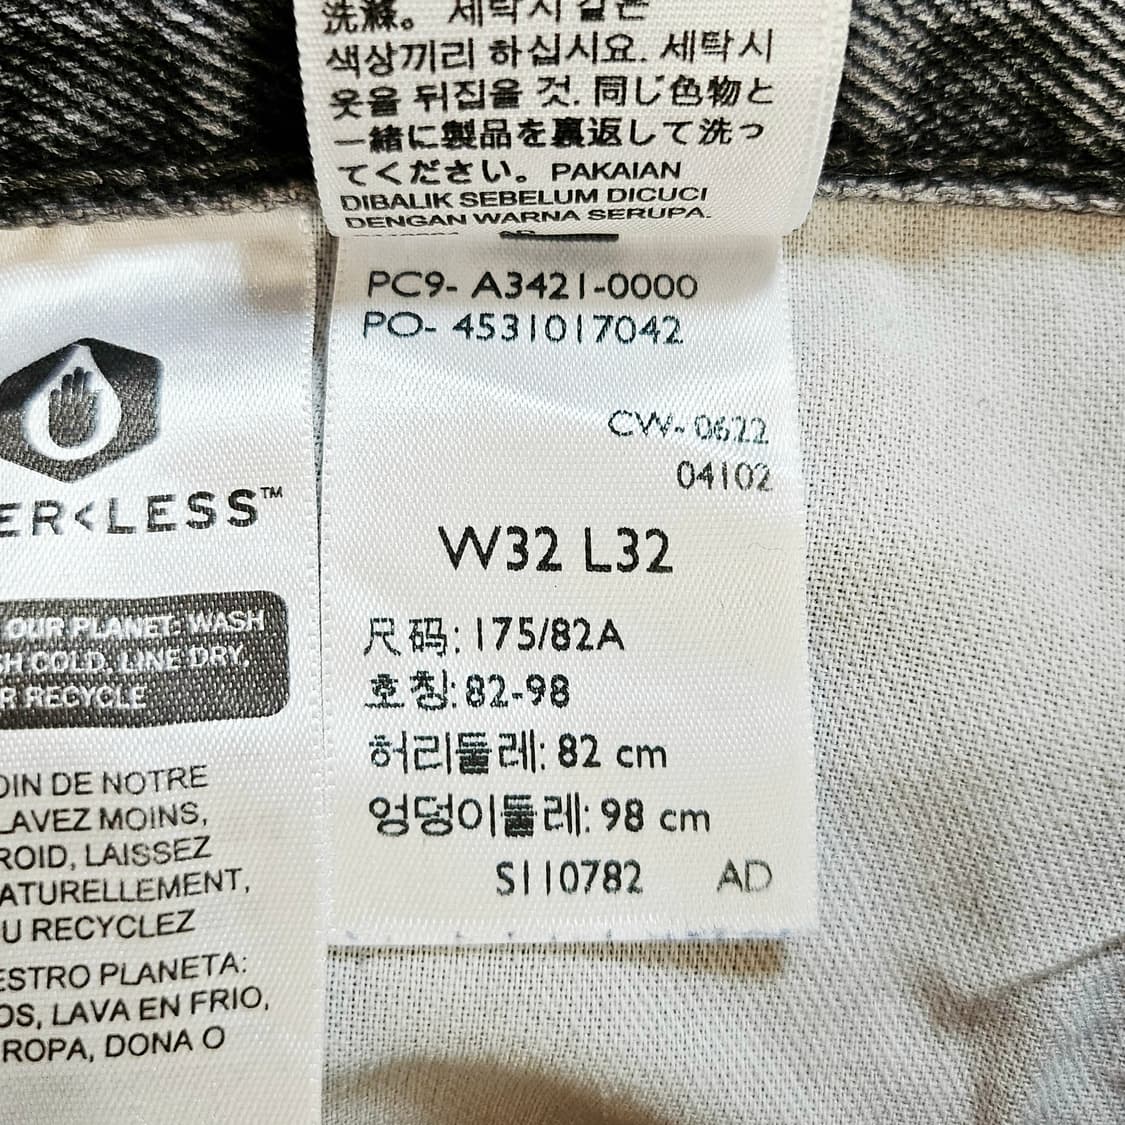 洗滌。 세탁시 같은
색상끼리 하십시오. 세탁시
옷을 뒤집을 것. 同じ色物と
一緒に製品を裏返して洗っ
てください。PAKAIAN
DIBALIK SEBELUM DICUCI
DENGAN WARNA SERUPA.
PC9- A3421-0000
PO- 4531017042
CW- 0622
04102
W32 L32
尺码: 175/82A
호칭: 82-98
허리둘레: 82 cm
엉덩이둘레: 98 cm
S110782 AD
ER<LESS™
OUR PLANET: WASH
SH COLD, LINE DRY,
R RECYCLE
OIN DE NOTRE
LAVEZ MOINS,
ROID, LAISSEZ
ATURELLEMENT,
U RECYCLEZ
ESTRO PLANETA:
OS, LAVA EN FRIO,
ROPA, DONA O